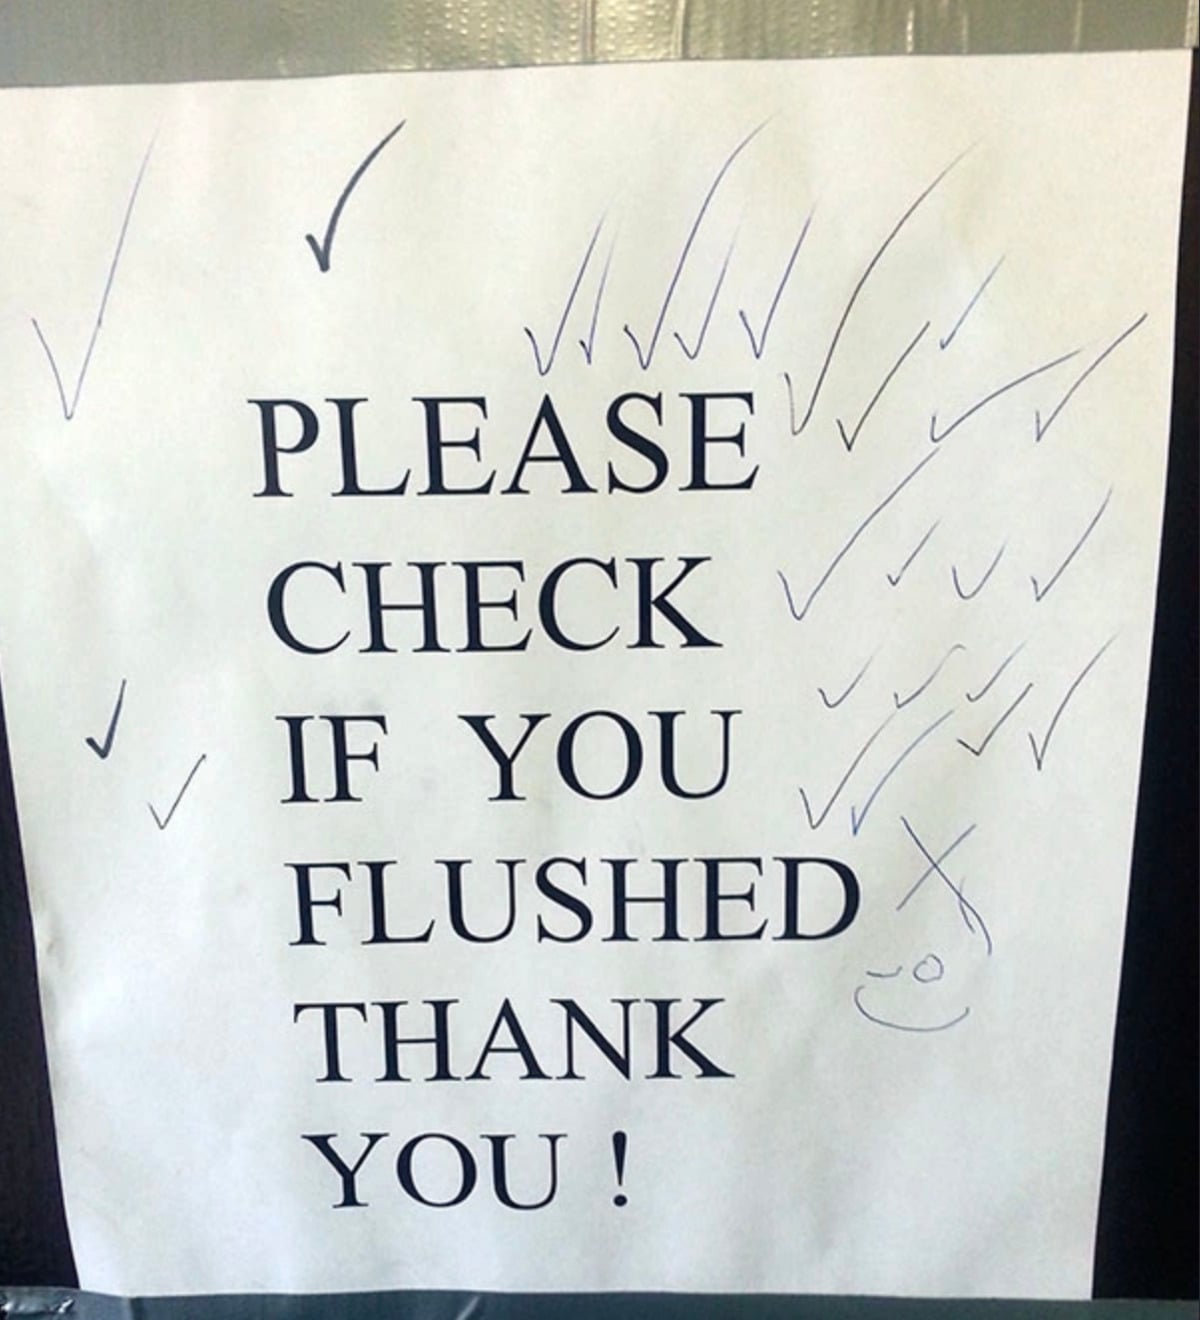 PLEASE
CHECK
IF YOU
FLUSHED
THANK
YOU !